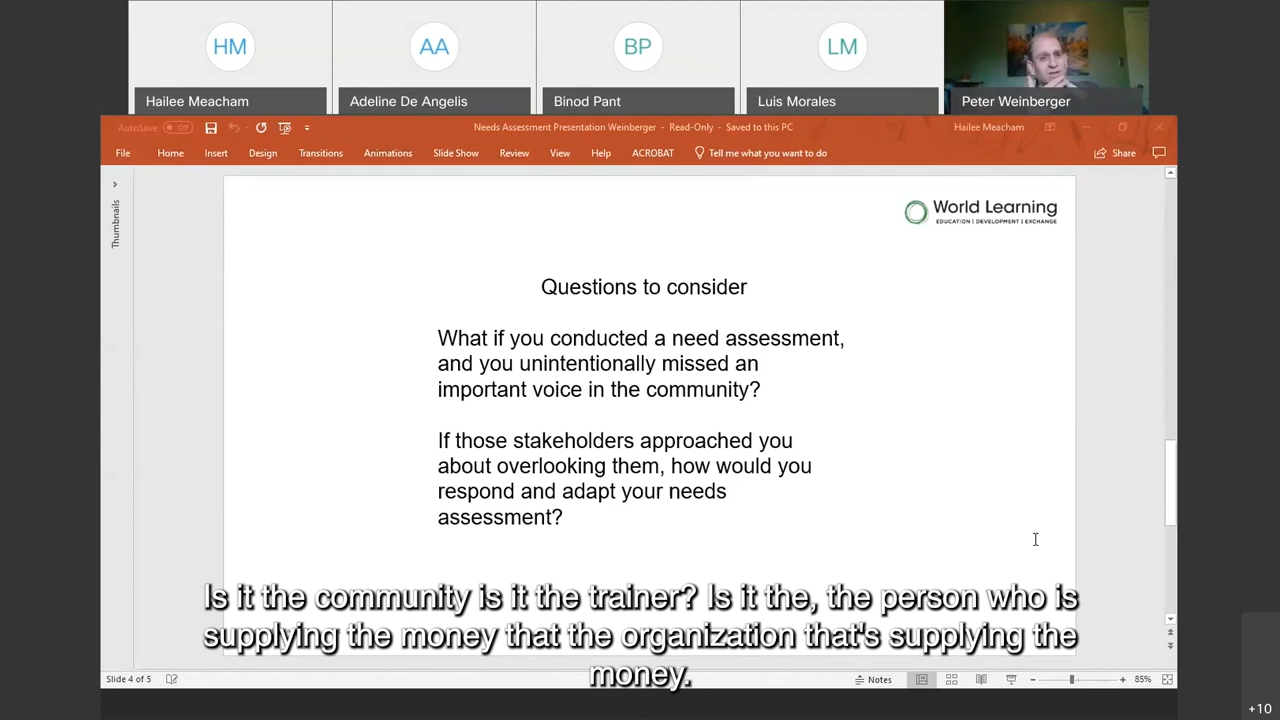 HM
AA
BP
LM
Hailee Meacham
Adeline De Angelis
Binod Pant
Luis Morales
Peter Weinberger
AutoSave Off
Needs Assessment Presentation Weinberger - Read-Only - Saved to this PC
Hailee Meacham
File Home Insert Design Transitions Animations Slide Show Review View Help ACROBAT Tell me what you want to do Share
Thumbnails
World Learning
EDUCATION | DEVELOPMENT | EXCHANGE
Questions to consider
What if you conducted a need assessment,
and you unintentionally missed an
important voice in the community?
If those stakeholders approached you
about overlooking them, how would you
respond and adapt your needs
assessment?
Is it the community is it the trainer? Is it the, the person who is
supplying the money that the organization that's supplying the
money.
Slide 4 of 5
Notes
85%
+10